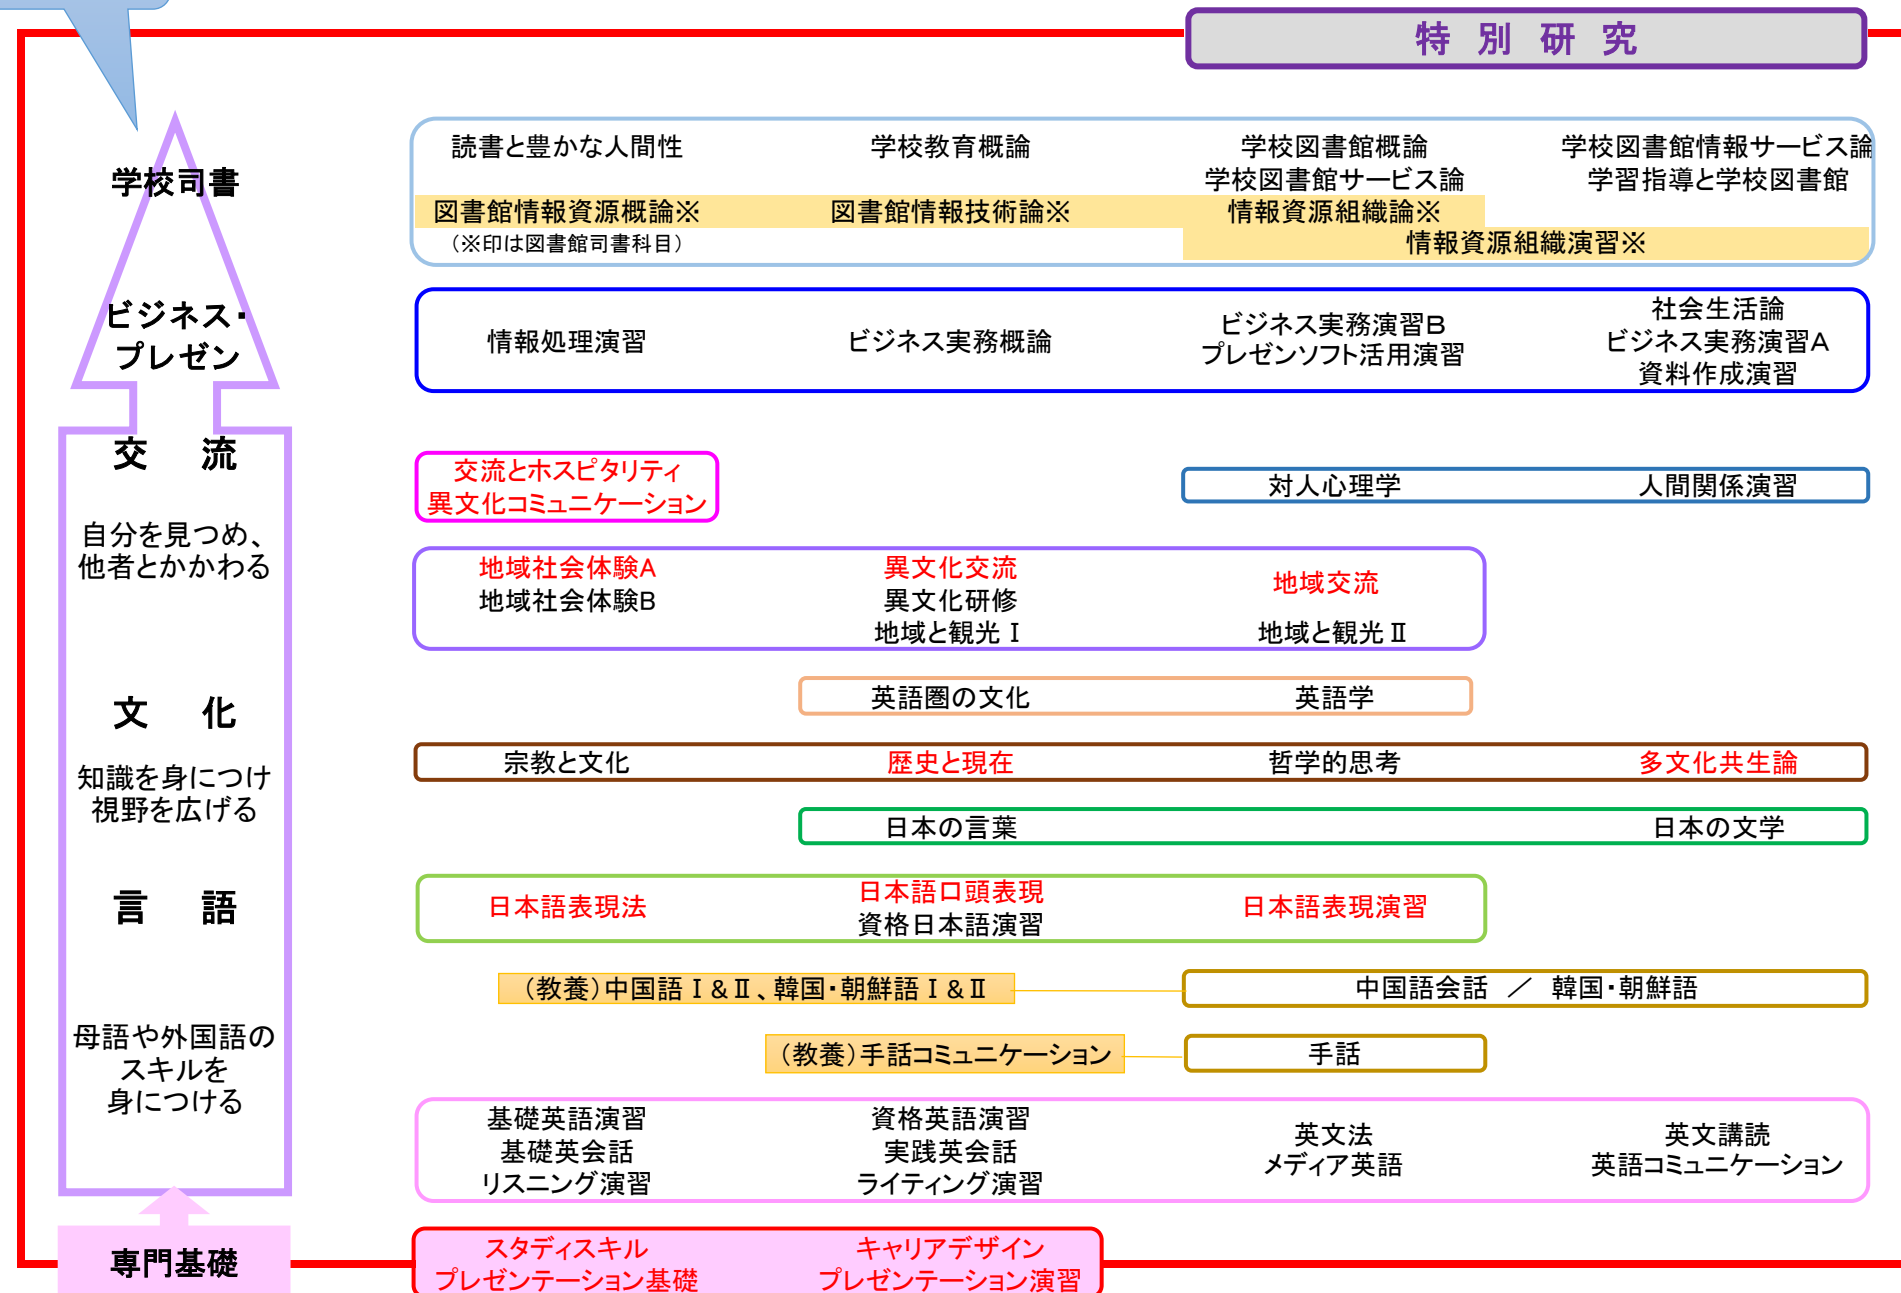 特 別 研 究
学校司書
読書と豊かな人間性
学校教育概論
学校図書館概論
学校図書館情報サービス論
学校図書館サービス論
学習指導と学校図書館
図書館情報資源概論※
図書館情報技術論※
情報資源組織論※
(※印は図書館司書科目)
情報資源組織演習※
ビジネス・
プレゼン
情報処理演習
ビジネス実務概論
ビジネス実務演習B
プレゼンソフト活用演習
社会生活論
ビジネス実務演習A
資料作成演習
交 流
自分を見つめ、
他者とかかわる
交流とホスピタリティ
異文化コミュニケーション
対人心理学
人間関係演習
地域社会体験A
地域社会体験B
異文化交流
異文化研修
地域と観光Ⅰ
地域交流
地域と観光Ⅱ
文 化
知識を身につけ
視野を広げる
英語圏の文化
英語学
宗教と文化
歴史と現在
哲学的思考
多文化共生論
日本の言葉
日本の文学
言 語
母語や外国語の
スキルを
身につける
日本語表現法
日本語口頭表現
資格日本語演習
日本語表現演習
(教養)中国語Ⅰ&Ⅱ、韓国・朝鮮語Ⅰ&Ⅱ
中国語会話 / 韓国・朝鮮語
(教養)手話コミュニケーション
手話
基礎英語演習
基礎英会話
リスニング演習
資格英語演習
実践英会話
ライティング演習
英文法
メディア英語
英文講読
英語コミュニケーション
専門基礎
スタディスキル
プレゼンテーション基礎
キャリアデザイン
プレゼンテーション演習